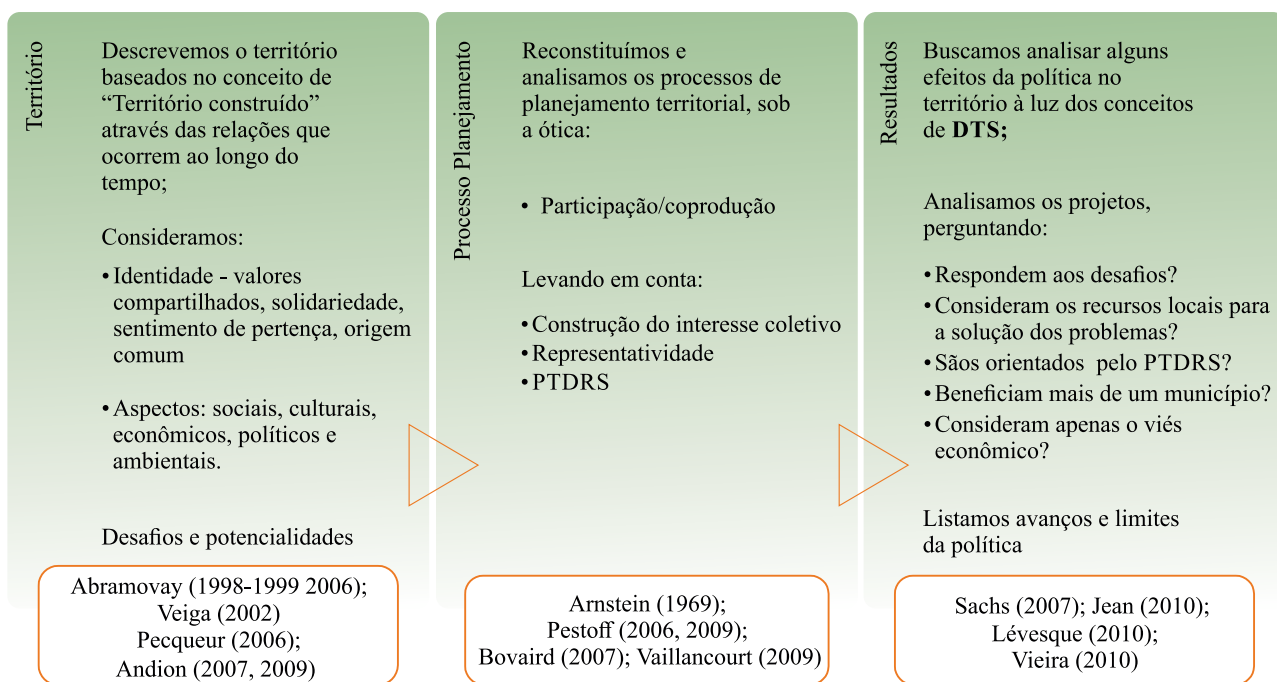 Território
Descrevemos o território
baseados no conceito de
“Território construído”
através das relações que
ocorrem ao longo do
tempo;
Consideramos:
• Identidade - valores
compartilhados, solidariedade,
sentimento de pertença, origem
comum
• Aspectos: sociais, culturais,
econômicos, políticos e
ambientais.
Desafios e potencialidades
Abramovay (1998-1999 2006);
Veiga (2002)
Pecqueur (2006);
Andion (2007, 2009)
Processo Planejamento
Reconstituímos e
analisamos os processos de
planejamento territorial, sob
a ótica:
• Participação/coprodução
Levando em conta:
• Construção do interesse coletivo
• Representatividade
• PTDRS
Arnstein (1969);
Pestoff (2006, 2009);
Bovaird (2007); Vaillancourt (2009)
Resultados
Buscamos analisar alguns
efeitos da política no
território à luz dos conceitos
de DTS;
Analisamos os projetos,
perguntando:
• Respondem aos desafios?
• Consideram os recursos locais para
a solução dos problemas?
• Sãos orientados pelo PTDRS?
• Beneficiam mais de um município?
• Consideram apenas o viés
econômico?
Listamos avanços e limites
da política
Sachs (2007); Jean (2010);
Lévesque (2010);
Vieira (2010)